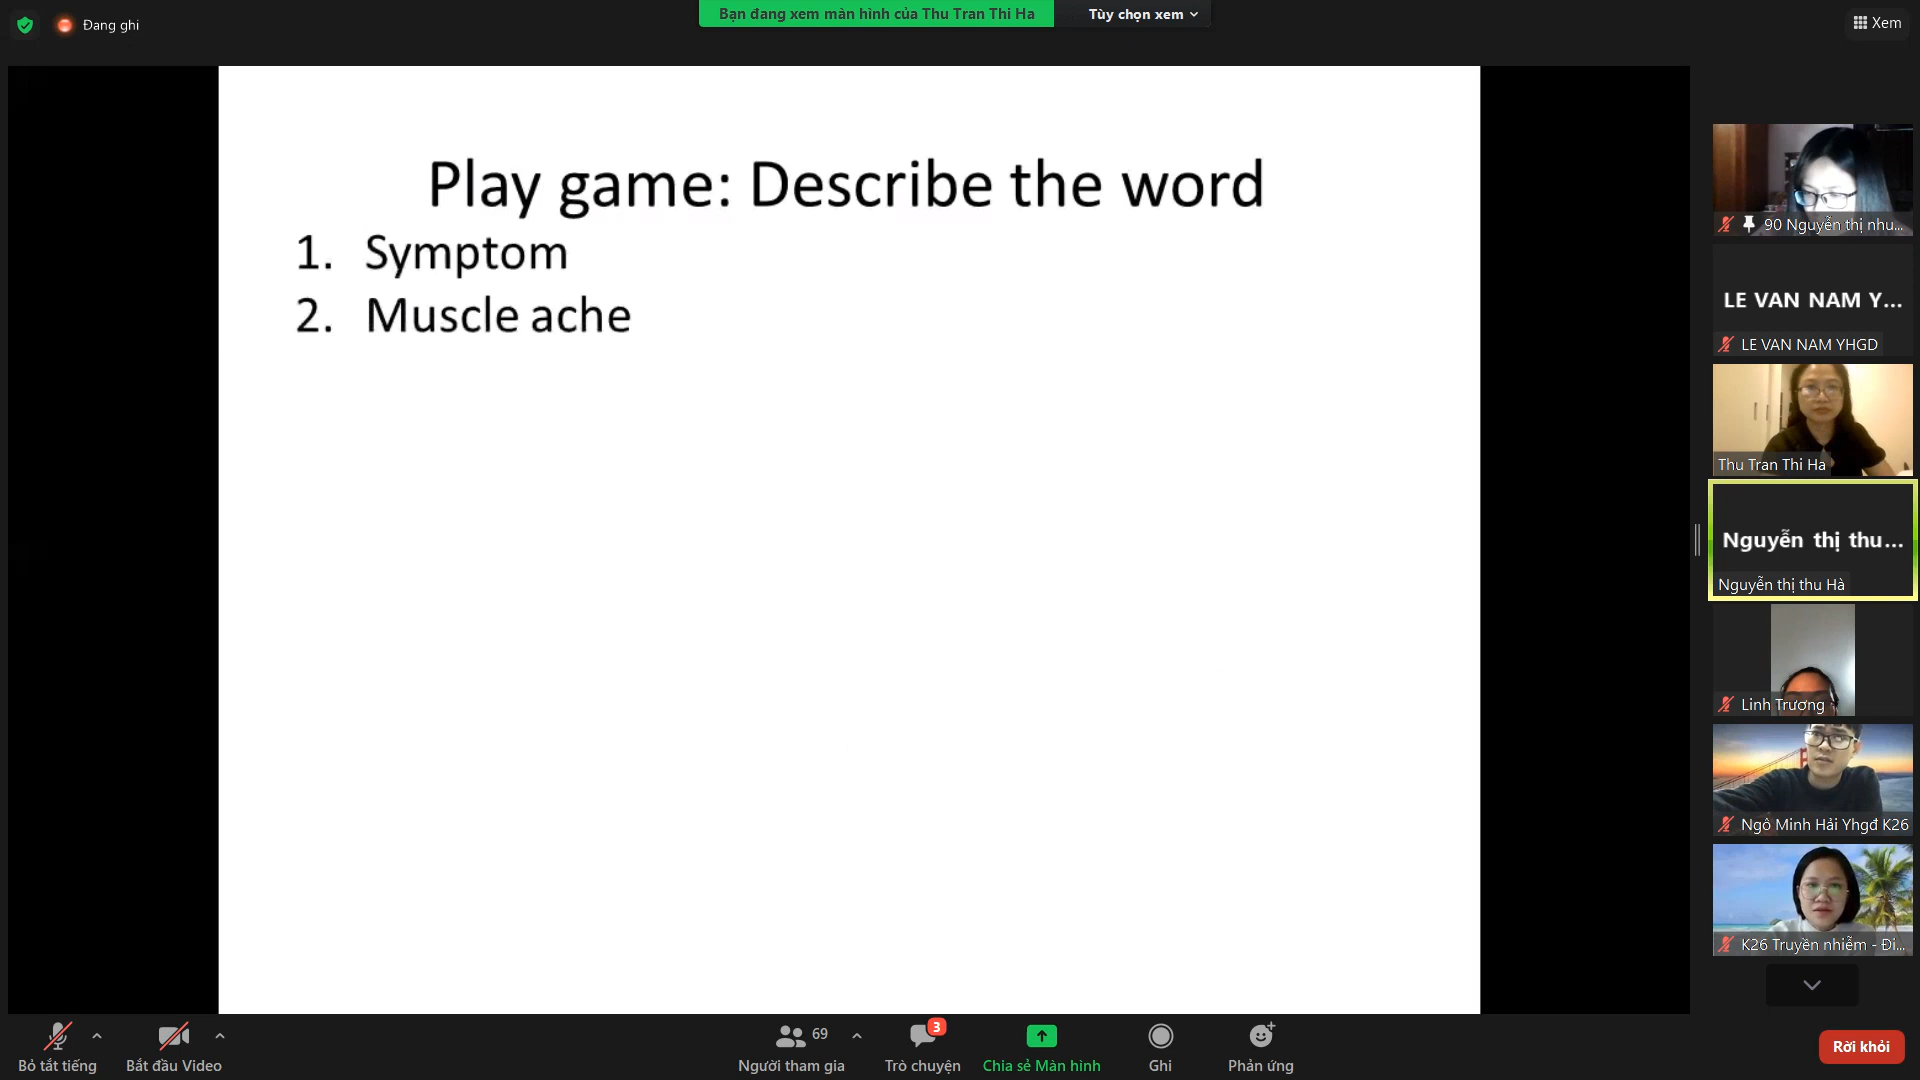 Đang ghi
Bạn đang xem màn hình của Thu Tran Thi Ha
Tùy chọn xem
Xem
Play game: Describe the word
1. Symptom
2. Muscle ache
90 Nguyễn thị nhu...
LE VAN NAM Y...
LE VAN NAM YHGD
Thu Tran Thi Ha
Nguyễn thị thu...
Nguyễn thị thu Hà
Linh Trương
Ngô Minh Hải Yhgđ K26
K26 Truyền nhiễm - Đi...
Bỏ tắt tiếng
Bắt đầu Video
69
Người tham gia
3
Trò chuyện
Chia sẻ Màn hình
Ghi
Phản ứng
Rời khỏi